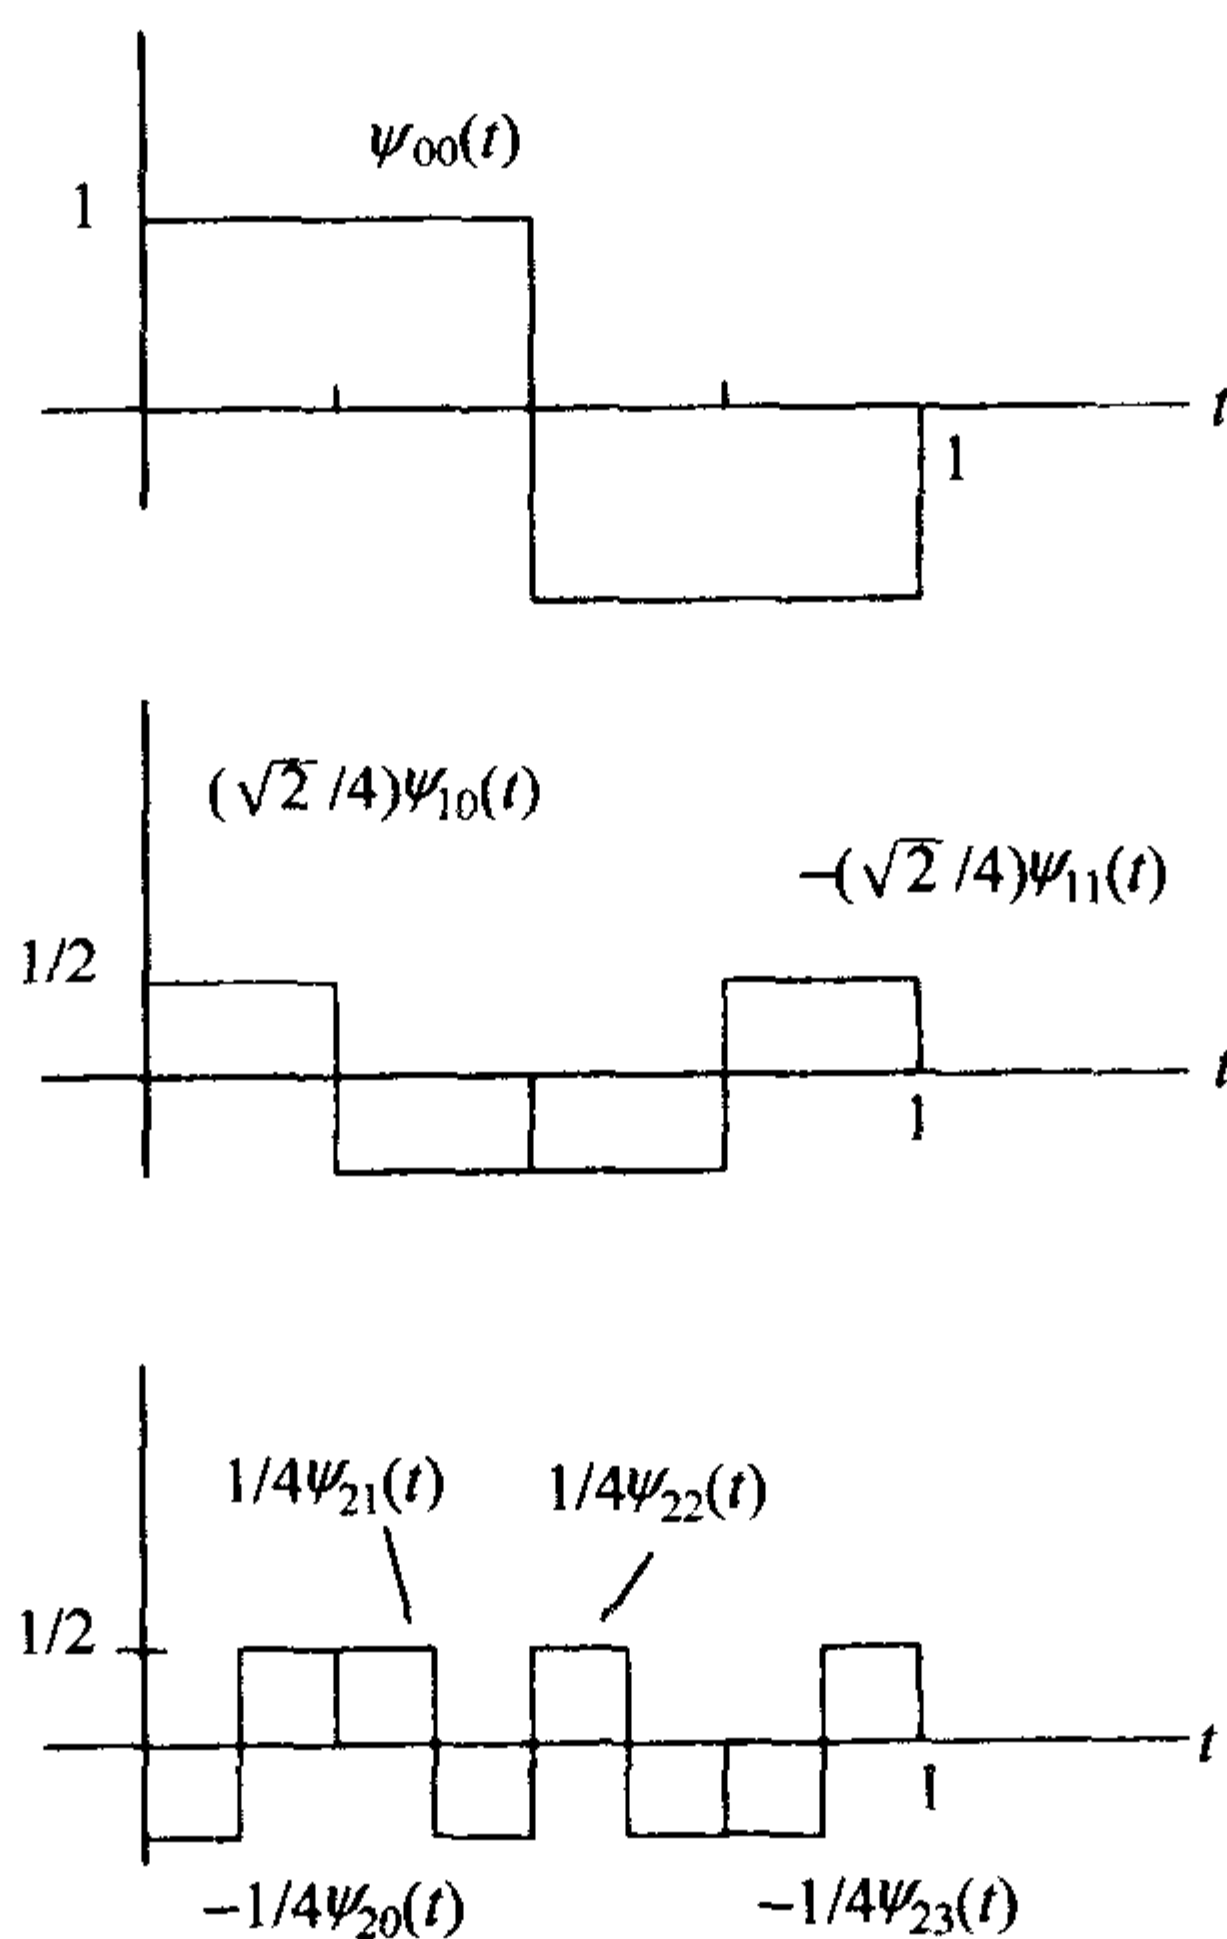 ψ₀₀(t)
1
t
1
(√2 /4)ψ₁₀(t)
–(√2 /4)ψ₁₁(t)
1/2
t
1
1/4ψ₂₁(t) 1/4ψ₂₂(t)
1/2
t
1
–1/4ψ₂₀(t) –1/4ψ₂₃(t)